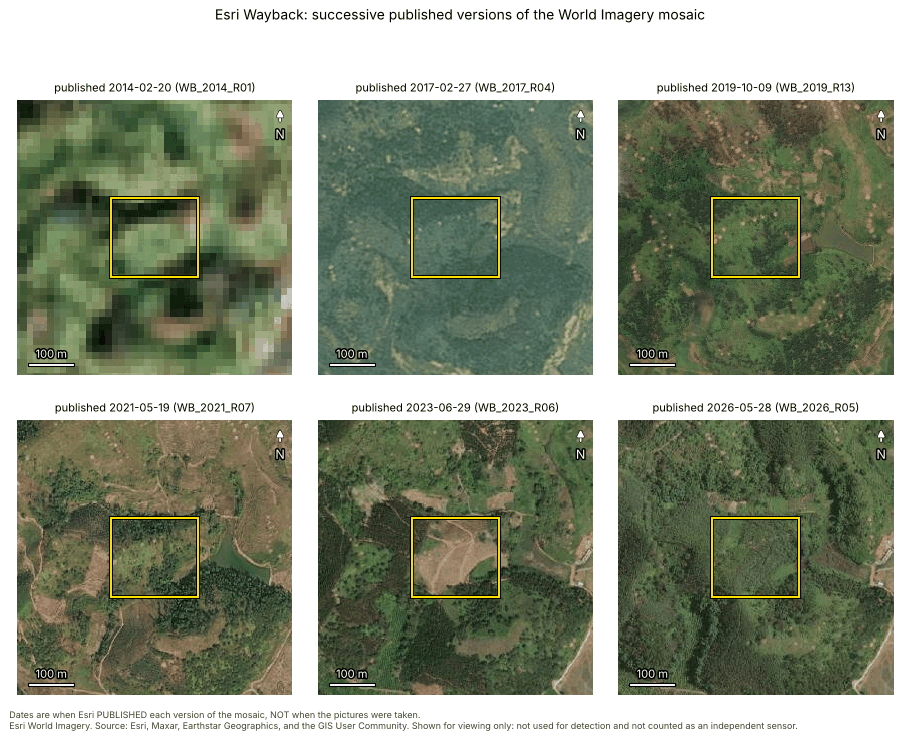 Esri Wayback: successive published versions of the World Imagery mosaic
published 2014-02-20 (WB_2014_R01)
published 2017-02-27 (WB_2017_R04)
published 2019-10-09 (WB_2019_R13)
N
N
N
100 m
100 m
100 m
published 2021-05-19 (WB_2021_R07)
published 2023-06-29 (WB_2023_R06)
published 2026-05-28 (WB_2026_R05)
N
N
N
100 m
100 m
100 m
Dates are when Esri PUBLISHED each version of the mosaic, NOT when the pictures were taken.
Esri World Imagery. Source: Esri, Maxar, Earthstar Geographics, and the GIS User Community. Shown for viewing only: not used for detection and not counted as an independent sensor.